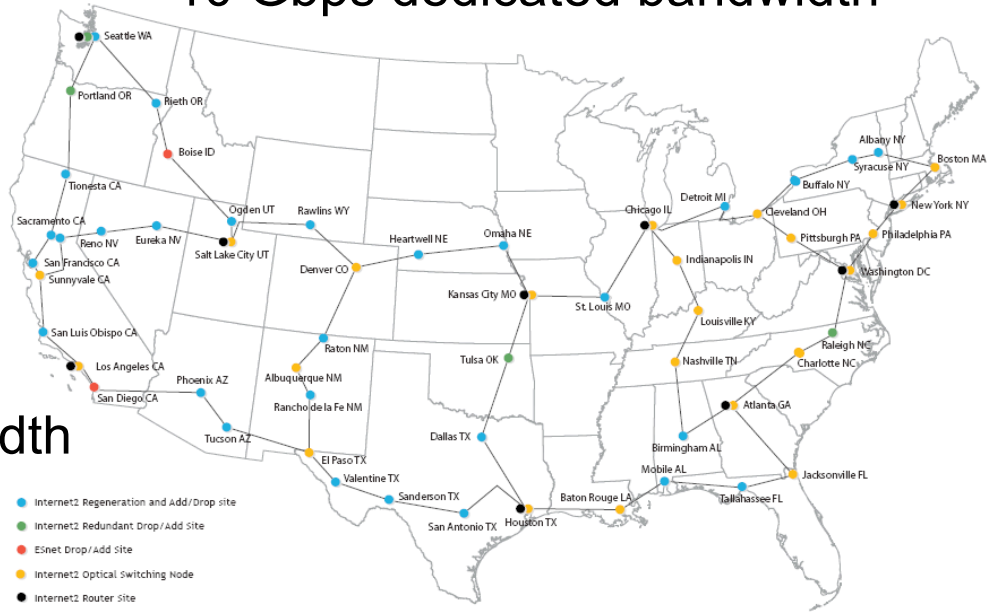 10 Gbps dedicated bandwidth
Seattle WA
Portland OR
Rieth OR
Boise ID
Tionesta CA
Sacramento CA
Reno NV
Eureka NV
Ogden UT
Rawlins WY
Salt Lake City UT
San Francisco CA
Sunnyvale CA
Denver CO
Heartwell NE
Omaha NE
Kansas City MO
St. Louis MO
Chicago IL
Detroit MI
Cleveland OH
Buffalo NY
Syracuse NY
Albany NY
Boston MA
New York NY
Philadelphia PA
Pittsburgh PA
Washington DC
Indianapolis IN
Louisville KY
Nashville TN
Raleigh NC
Charlotte NC
Atlanta GA
Birmingham AL
San Luis Obispo CA
Los Angeles CA
San Diego CA
Phoenix AZ
Tucson AZ
Raton NM
Albuquerque NM
Rancho de la Fe NM
El Paso TX
Valentine TX
Sanderson TX
San Antonio TX
Tulsa OK
Dallas TX
Houston TX
Baton Rouge LA
Mobile AL
Tallahassee FL
Jacksonville FL
dth
Internet2 Regeneration and Add/Drop site
Internet2 Redundant Drop/Add Site
ESnet Drop/Add Site
Internet2 Optical Switching Node
Internet2 Router Site